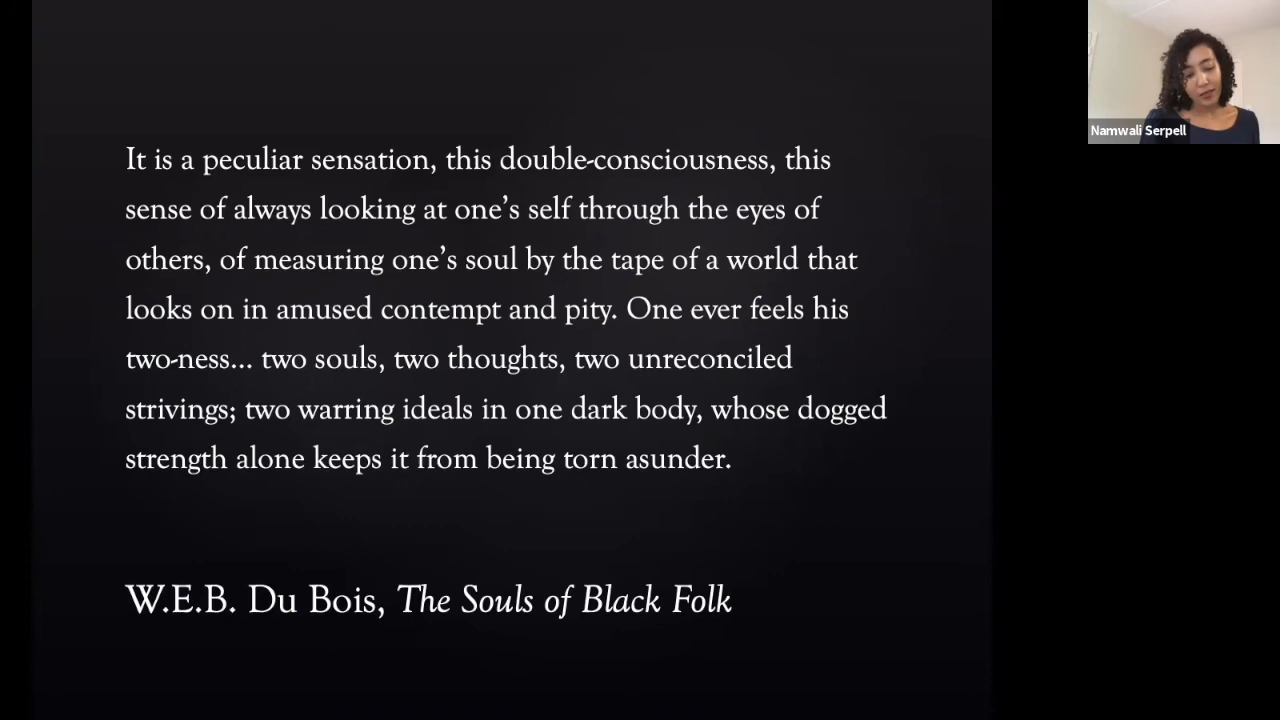 It is a peculiar sensation, this double-consciousness, this
sense of always looking at one’s self through the eyes of
others, of measuring one’s soul by the tape of a world that
looks on in amused contempt and pity. One ever feels his
two-ness... two souls, two thoughts, two unreconciled
strivings; two warring ideals in one dark body, whose dogged
strength alone keeps it from being torn asunder.
W.E.B. Du Bois, The Souls of Black Folk
Namwali Serpell